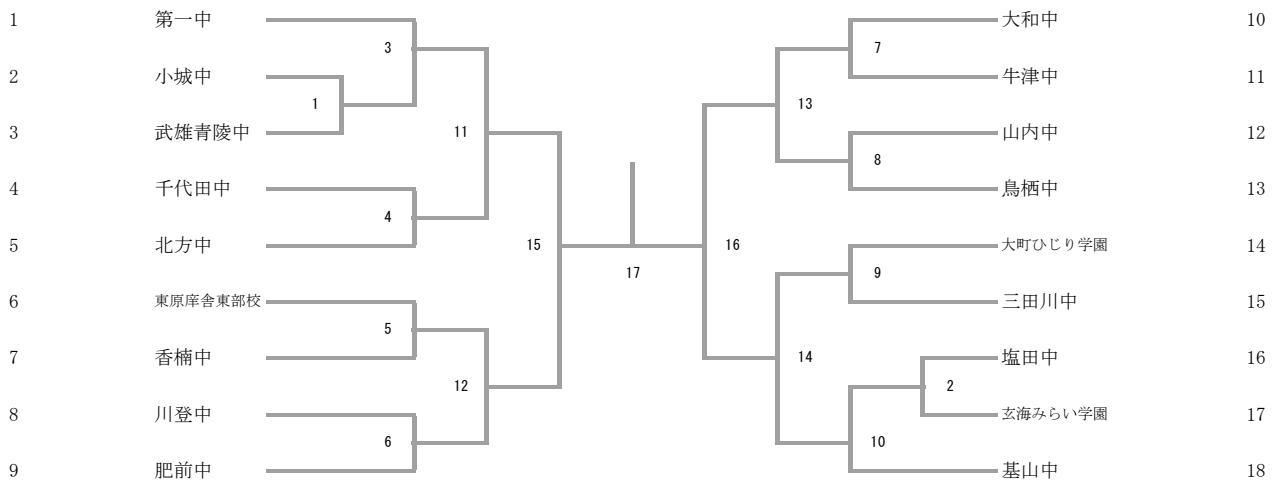 1 第一中 大和中 10
3 7
2 小城中 牛津中 11
1 13
3 武雄青陵中 11 山内中 12
8
4 千代田中 鳥栖中 13
4
5 北方中 15 16 大町ひじり学園 14
17 9
6 東原庠舎東部校 三田川中 15
5
7 香楠中 14 塩田中 16
12 2
8 川登中 玄海みらい学園 17
6 10
9 肥前中 基山中 18